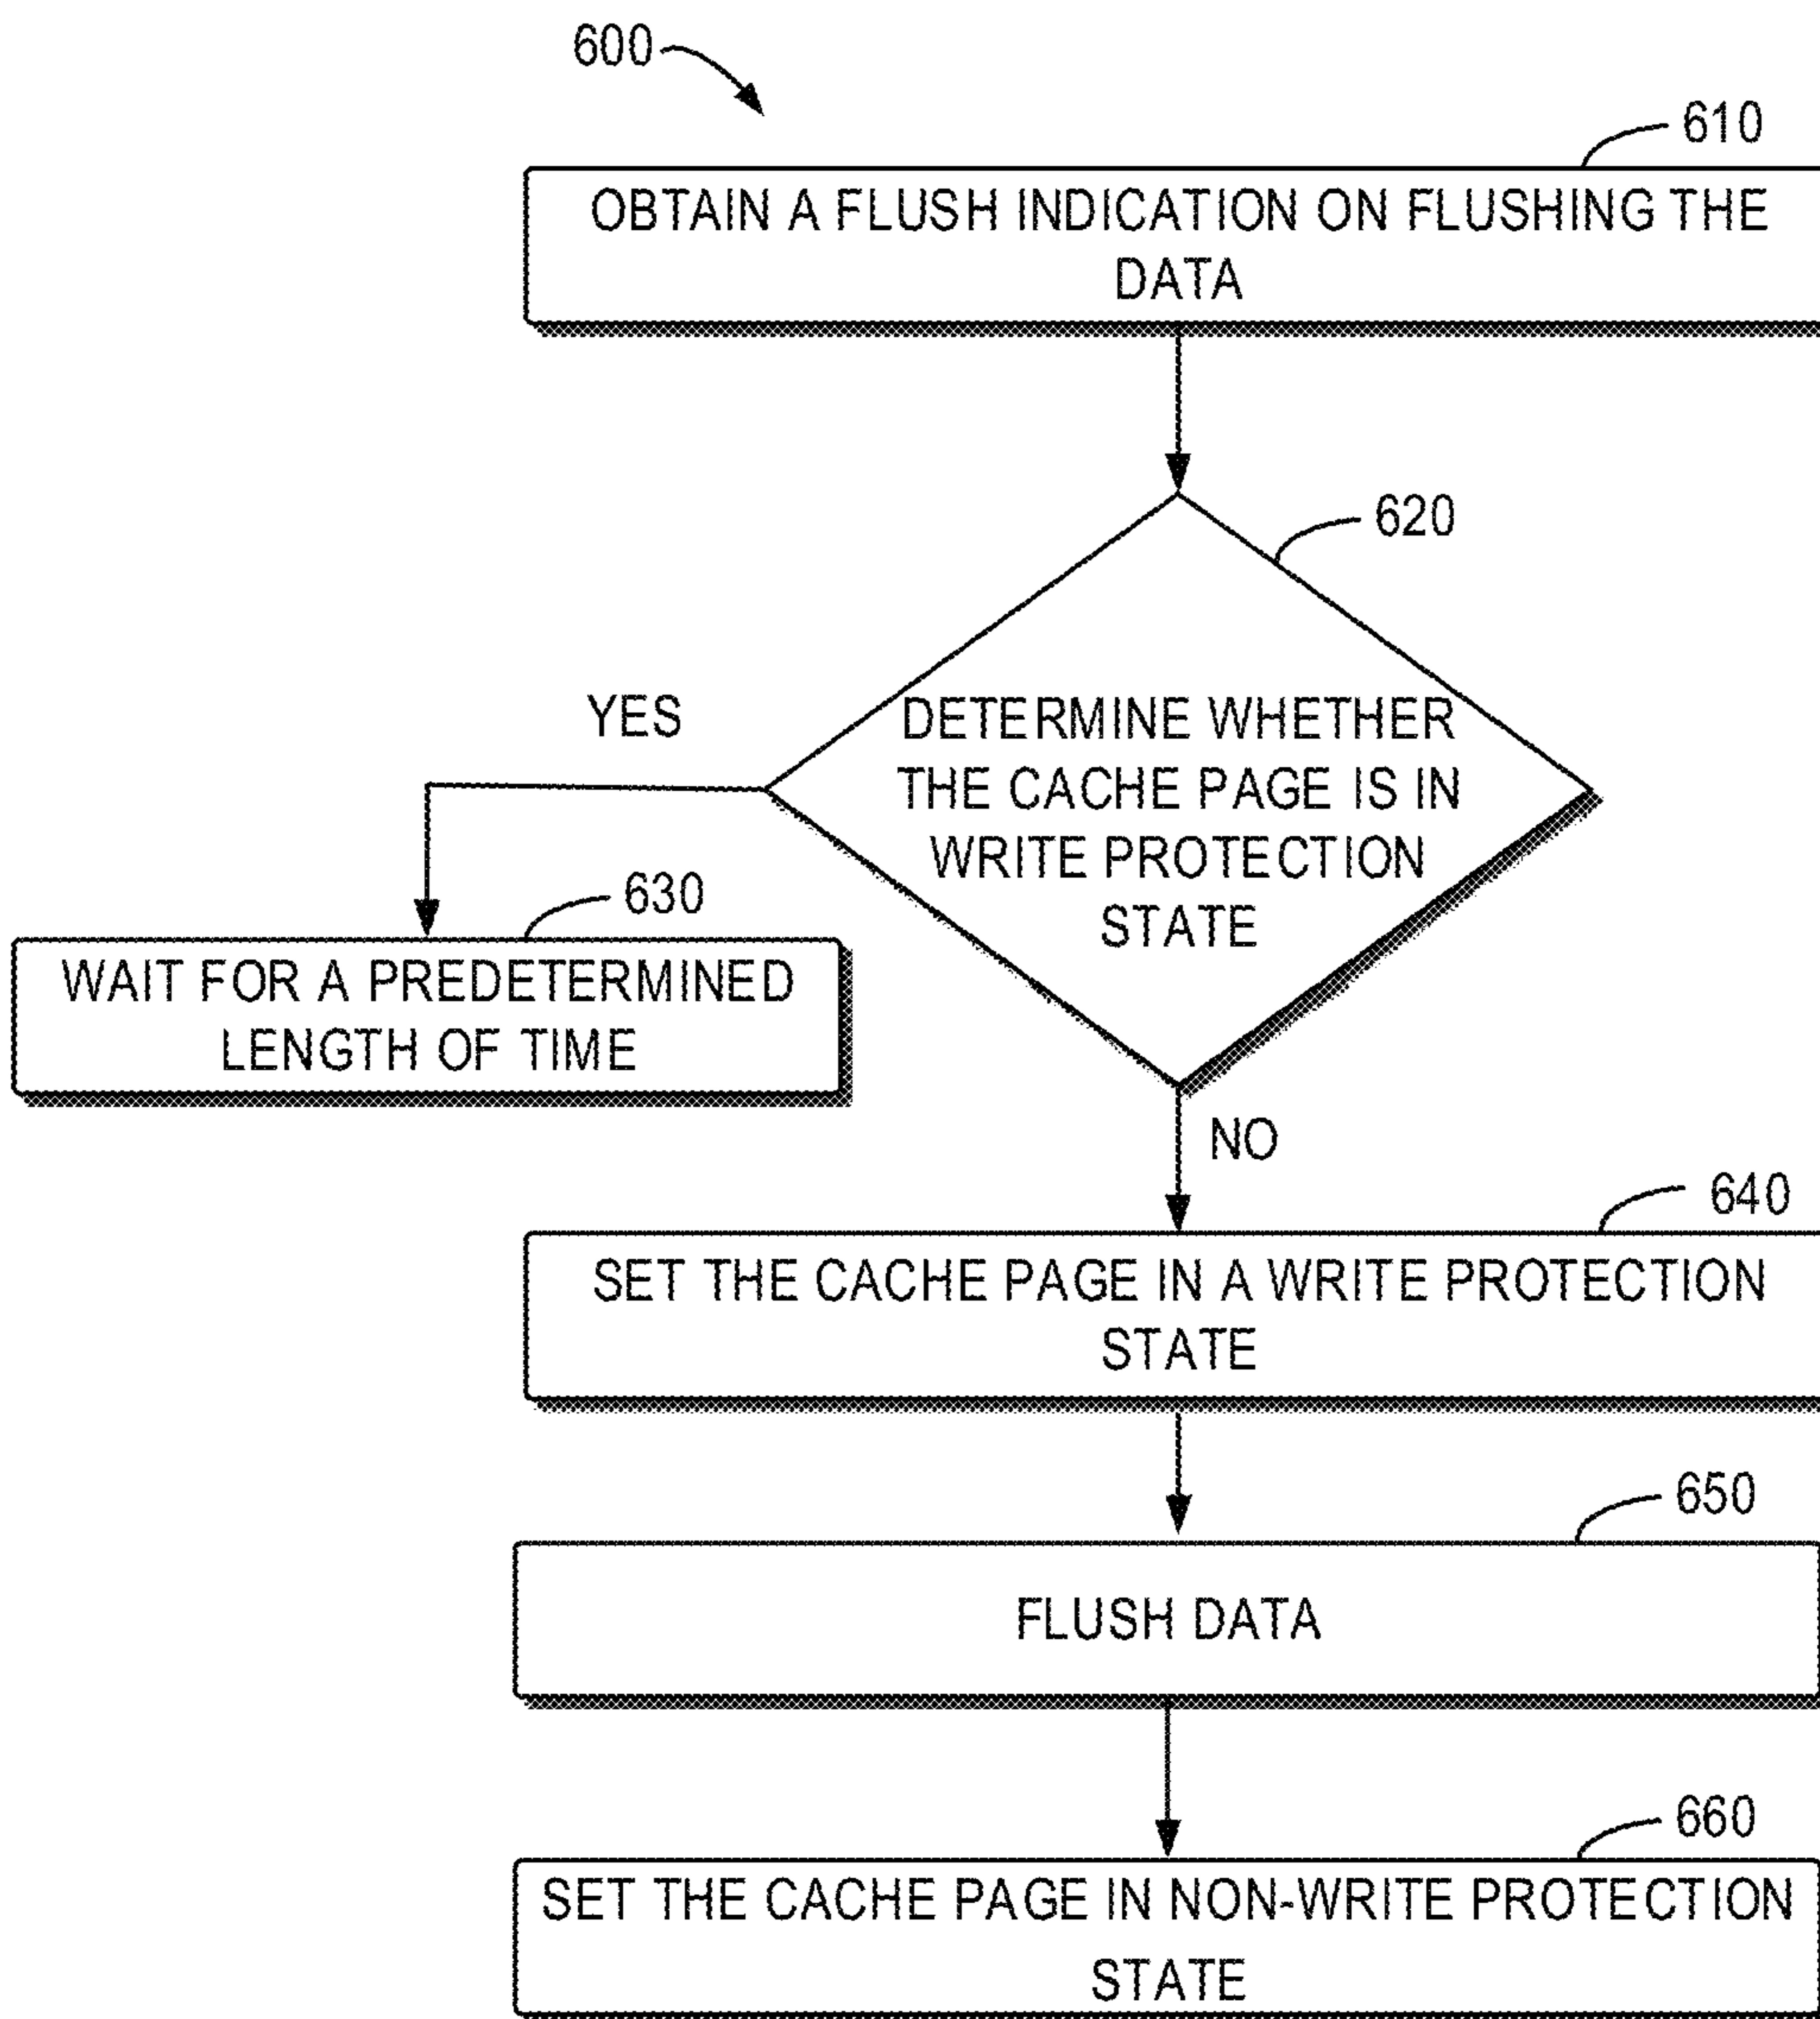 600
610
OBTAIN A FLUSH INDICATION ON FLUSHING THE
DATA
620
YES
DETERMINE WHETHER
THE CACHE PAGE IS IN
WRITE PROTECTION
STATE
630
WAIT FOR A PREDETERMINED
LENGTH OF TIME
NO
640
SET THE CACHE PAGE IN A WRITE PROTECTION
STATE
650
FLUSH DATA
660
SET THE CACHE PAGE IN NON-WRITE PROTECTION
STATE